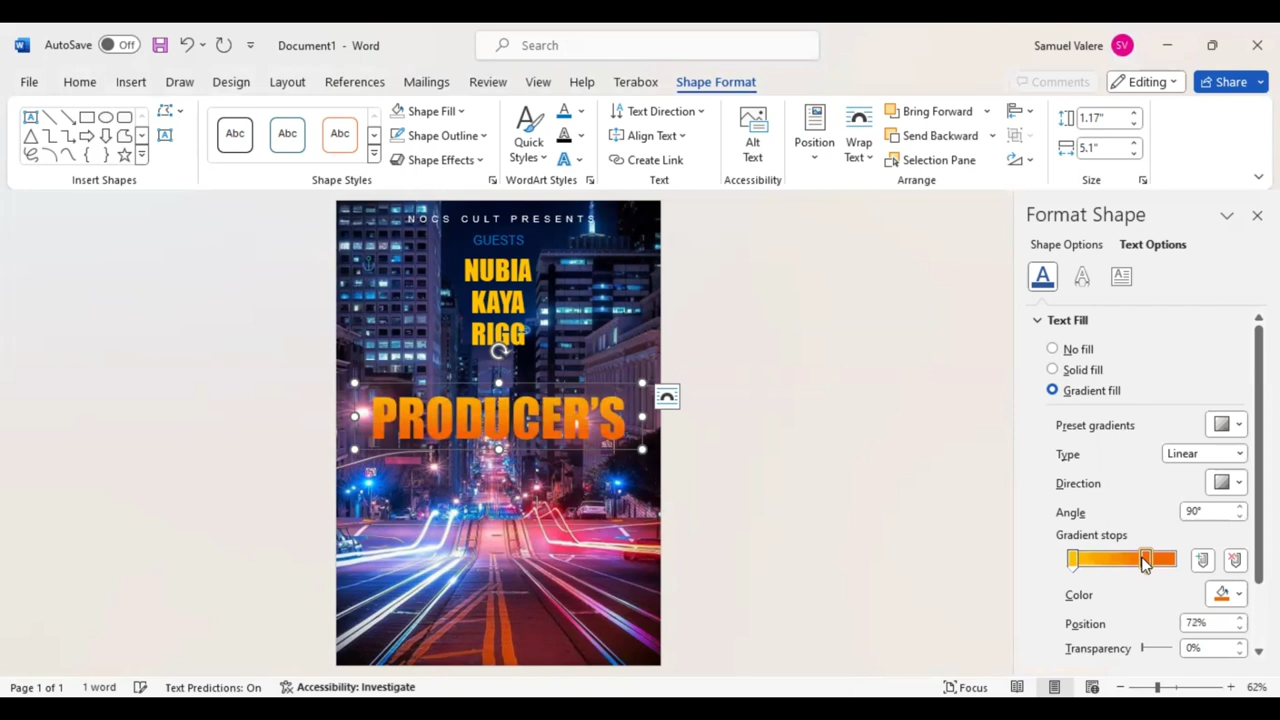 AutoSave Off Document1 - Word Search Samuel Valere SV
File Home Insert Draw Design Layout References Mailings Review View Help Terabox Shape Format Comments Editing Share
Abc Abc Abc
Shape Fill
Shape Outline
Shape Effects
Quick Styles
Text Direction
Align Text
Create Link
Alt Text
Position
Wrap Text
Bring Forward
Send Backward
Selection Pane
1.17"
5.1"
Insert Shapes Shape Styles WordArt Styles Text Accessibility Arrange Size
NOCS CULT PRESENTS
GUESTS
NUBIA
KAYA
RIGG
PRODUCER'S
Format Shape
Shape Options Text Options
Text Fill
No fill
Solid fill
Gradient fill
Preset gradients
Type Linear
Direction
Angle 90°
Gradient stops
Color
Position 72%
Transparency 0%
Page 1 of 1 1 word Text Predictions: On Accessibility: Investigate Focus 62%